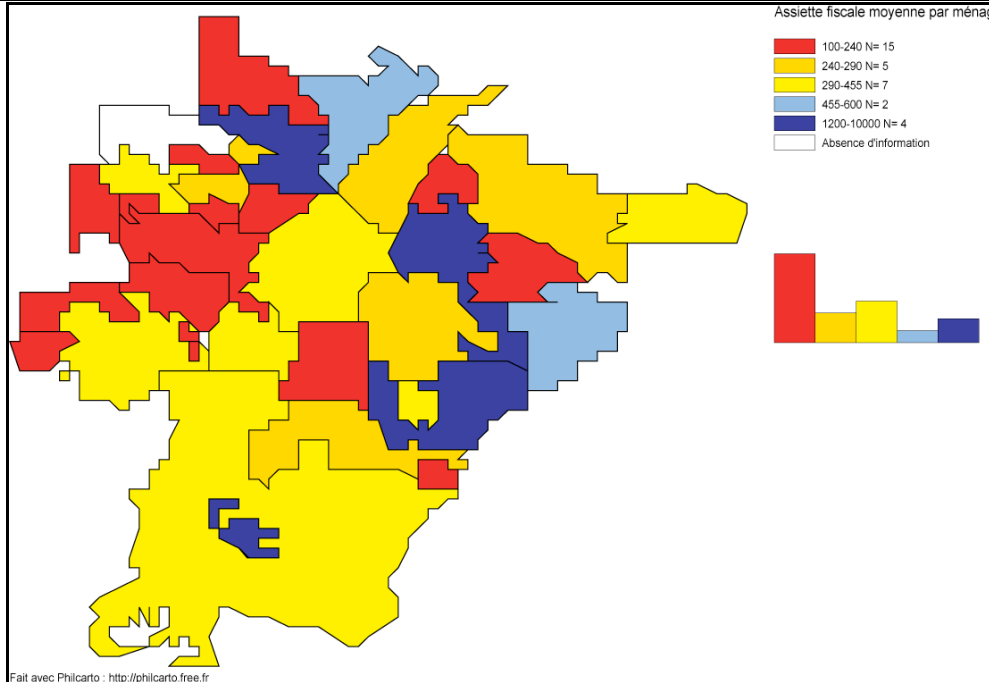 Assiette fiscale moyenne par ménag
100-240 N= 15
240-290 N= 5
290-455 N= 7
455-600 N= 2
1200-10000 N= 4
Absence d'information
Fait avec Philcarto : http://philcarto.free.fr